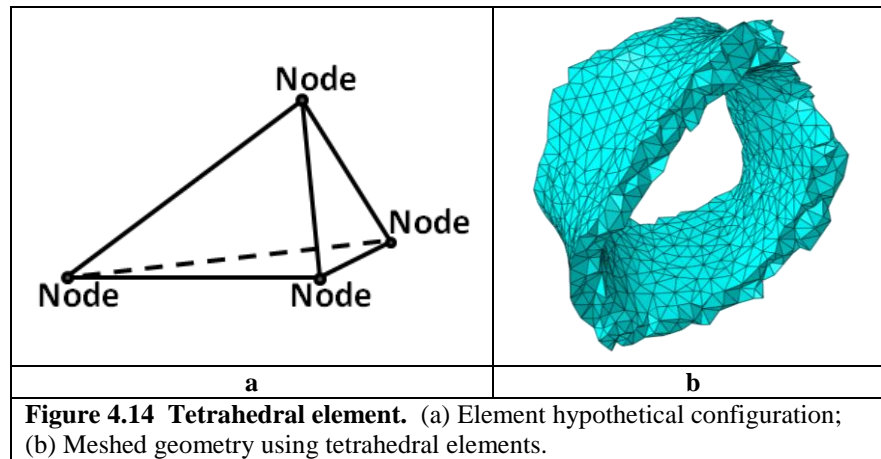 Node
Node
Node
Node
a
b
Figure 4.14 Tetrahedral element. (a) Element hypothetical configuration;
(b) Meshed geometry using tetrahedral elements.